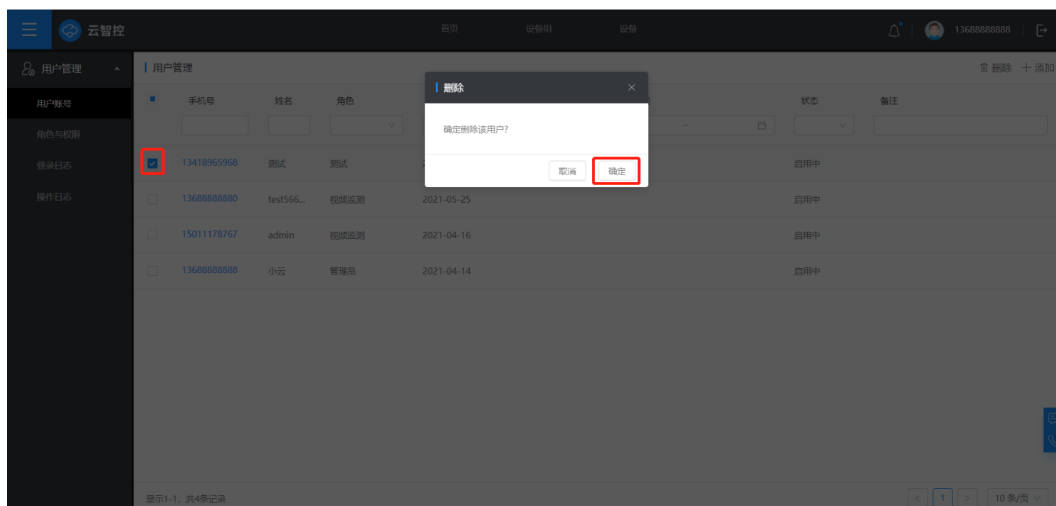 云智控 首页 设备组 设备 13688888888
用户管理 用户管理 删除 添加
用户账号
角色与权限
登录日志
操作日志
手机号 姓名 角色 状态 备注
删除
确定删除该用户?
取消 确定
13418965968 测试 测试 启用中
13688888880 test566... 视频监测 2021-05-25 启用中
15011178767 admin 视频监测 2021-04-16 启用中
13688888888 小云 管理员 2021-04-14 启用中
显示1-1, 共4条记录 < 1 > 10 条/页